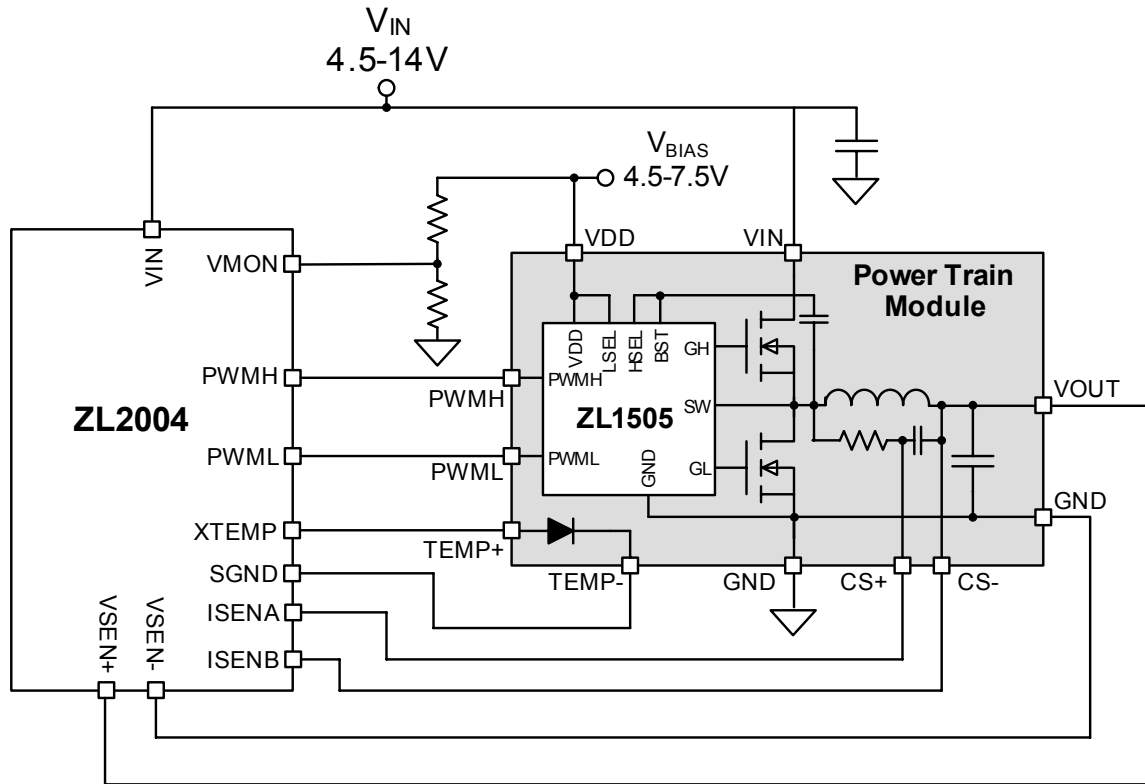 VIN
4.5-14V
VBIAS
4.5-7.5V
VIN
VMON
PWMH
PWML
XTEMP
SGND
ISENA
ISENB
VSEN+
VSEN-
ZL2004
VDD
VIN
Power Train
Module
VDD
LSEL
HSEL
BST
GH
PWMH
PWMH
SW
ZL1505
PWML
PWML
GND
GL
VOUT
GND
TEMP+
TEMP-
GND
CS+
CS-